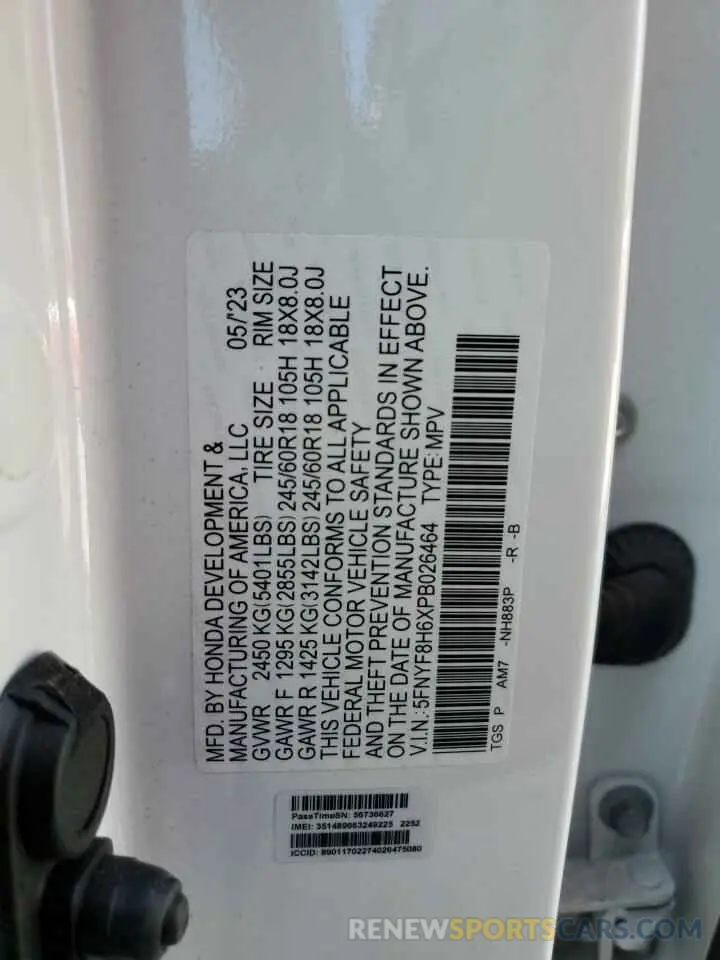 MFD. BY HONDA DEVELOPMENT &
MANUFACTURING OF AMERICA, LLC 05/'23
GVWR 2450 KG(5401LBS) TIRE SIZE RIM SIZE
GAWR F 1295 KG(2855LBS) 245/60R18 105H 18X8.0J
GAWR R 1425 KG(3142LBS) 245/60R18 105H 18X8.0J
THIS VEHICLE CONFORMS TO ALL APPLICABLE
FEDERAL MOTOR VEHICLE SAFETY
AND THEFT PREVENTION STANDARDS IN EFFECT
ON THE DATE OF MANUFACTURE SHOWN ABOVE.
V.I.N.:5FNYF8H6XPB026464 TYPE:MPV
TGS P AM7 -NH883P -R -B
PassTimeSN: 56736627
IMEI: 351489663249225 2252
ICCID: 89011702274026475080
RENEWSPORTSCARS.COM